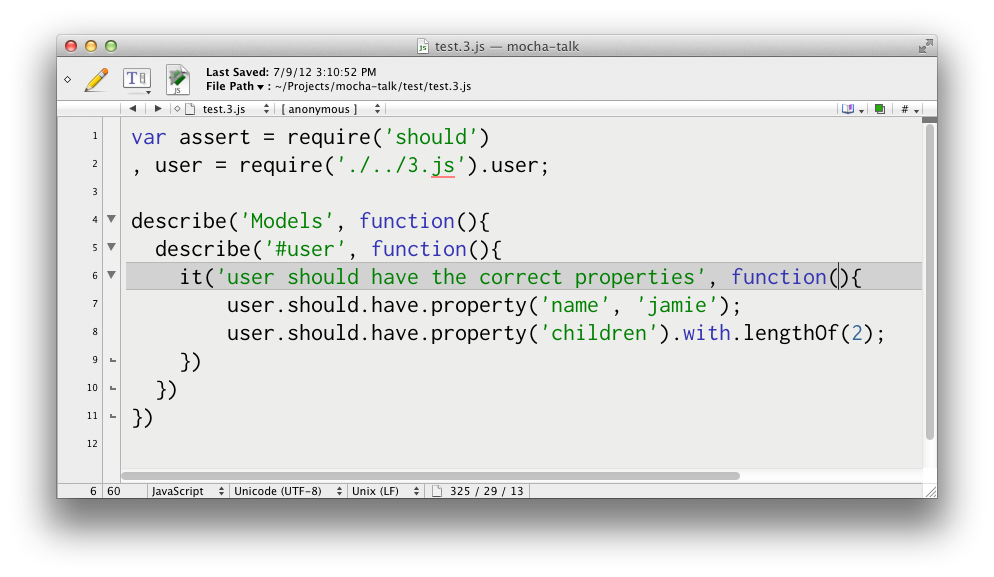 test.3.js — mocha-talk
T
JS
Last Saved: 7/9/12 3:10:52 PM
File Path : ~/Projects/mocha-talk/test/test.3.js
test.3.js [ anonymous ] #
1 var assert = require('should')
2 , user = require('./../3.js').user;
3
4 describe('Models', function(){
5 describe('#user', function(){
6 it('user should have the correct properties', function(){
7 user.should.have.property('name', 'jamie');
8 user.should.have.property('children').with.lengthOf(2);
9 })
10 })
11 })
12
6 60 JavaScript Unicode (UTF-8) Unix (LF) 325 / 29 / 13